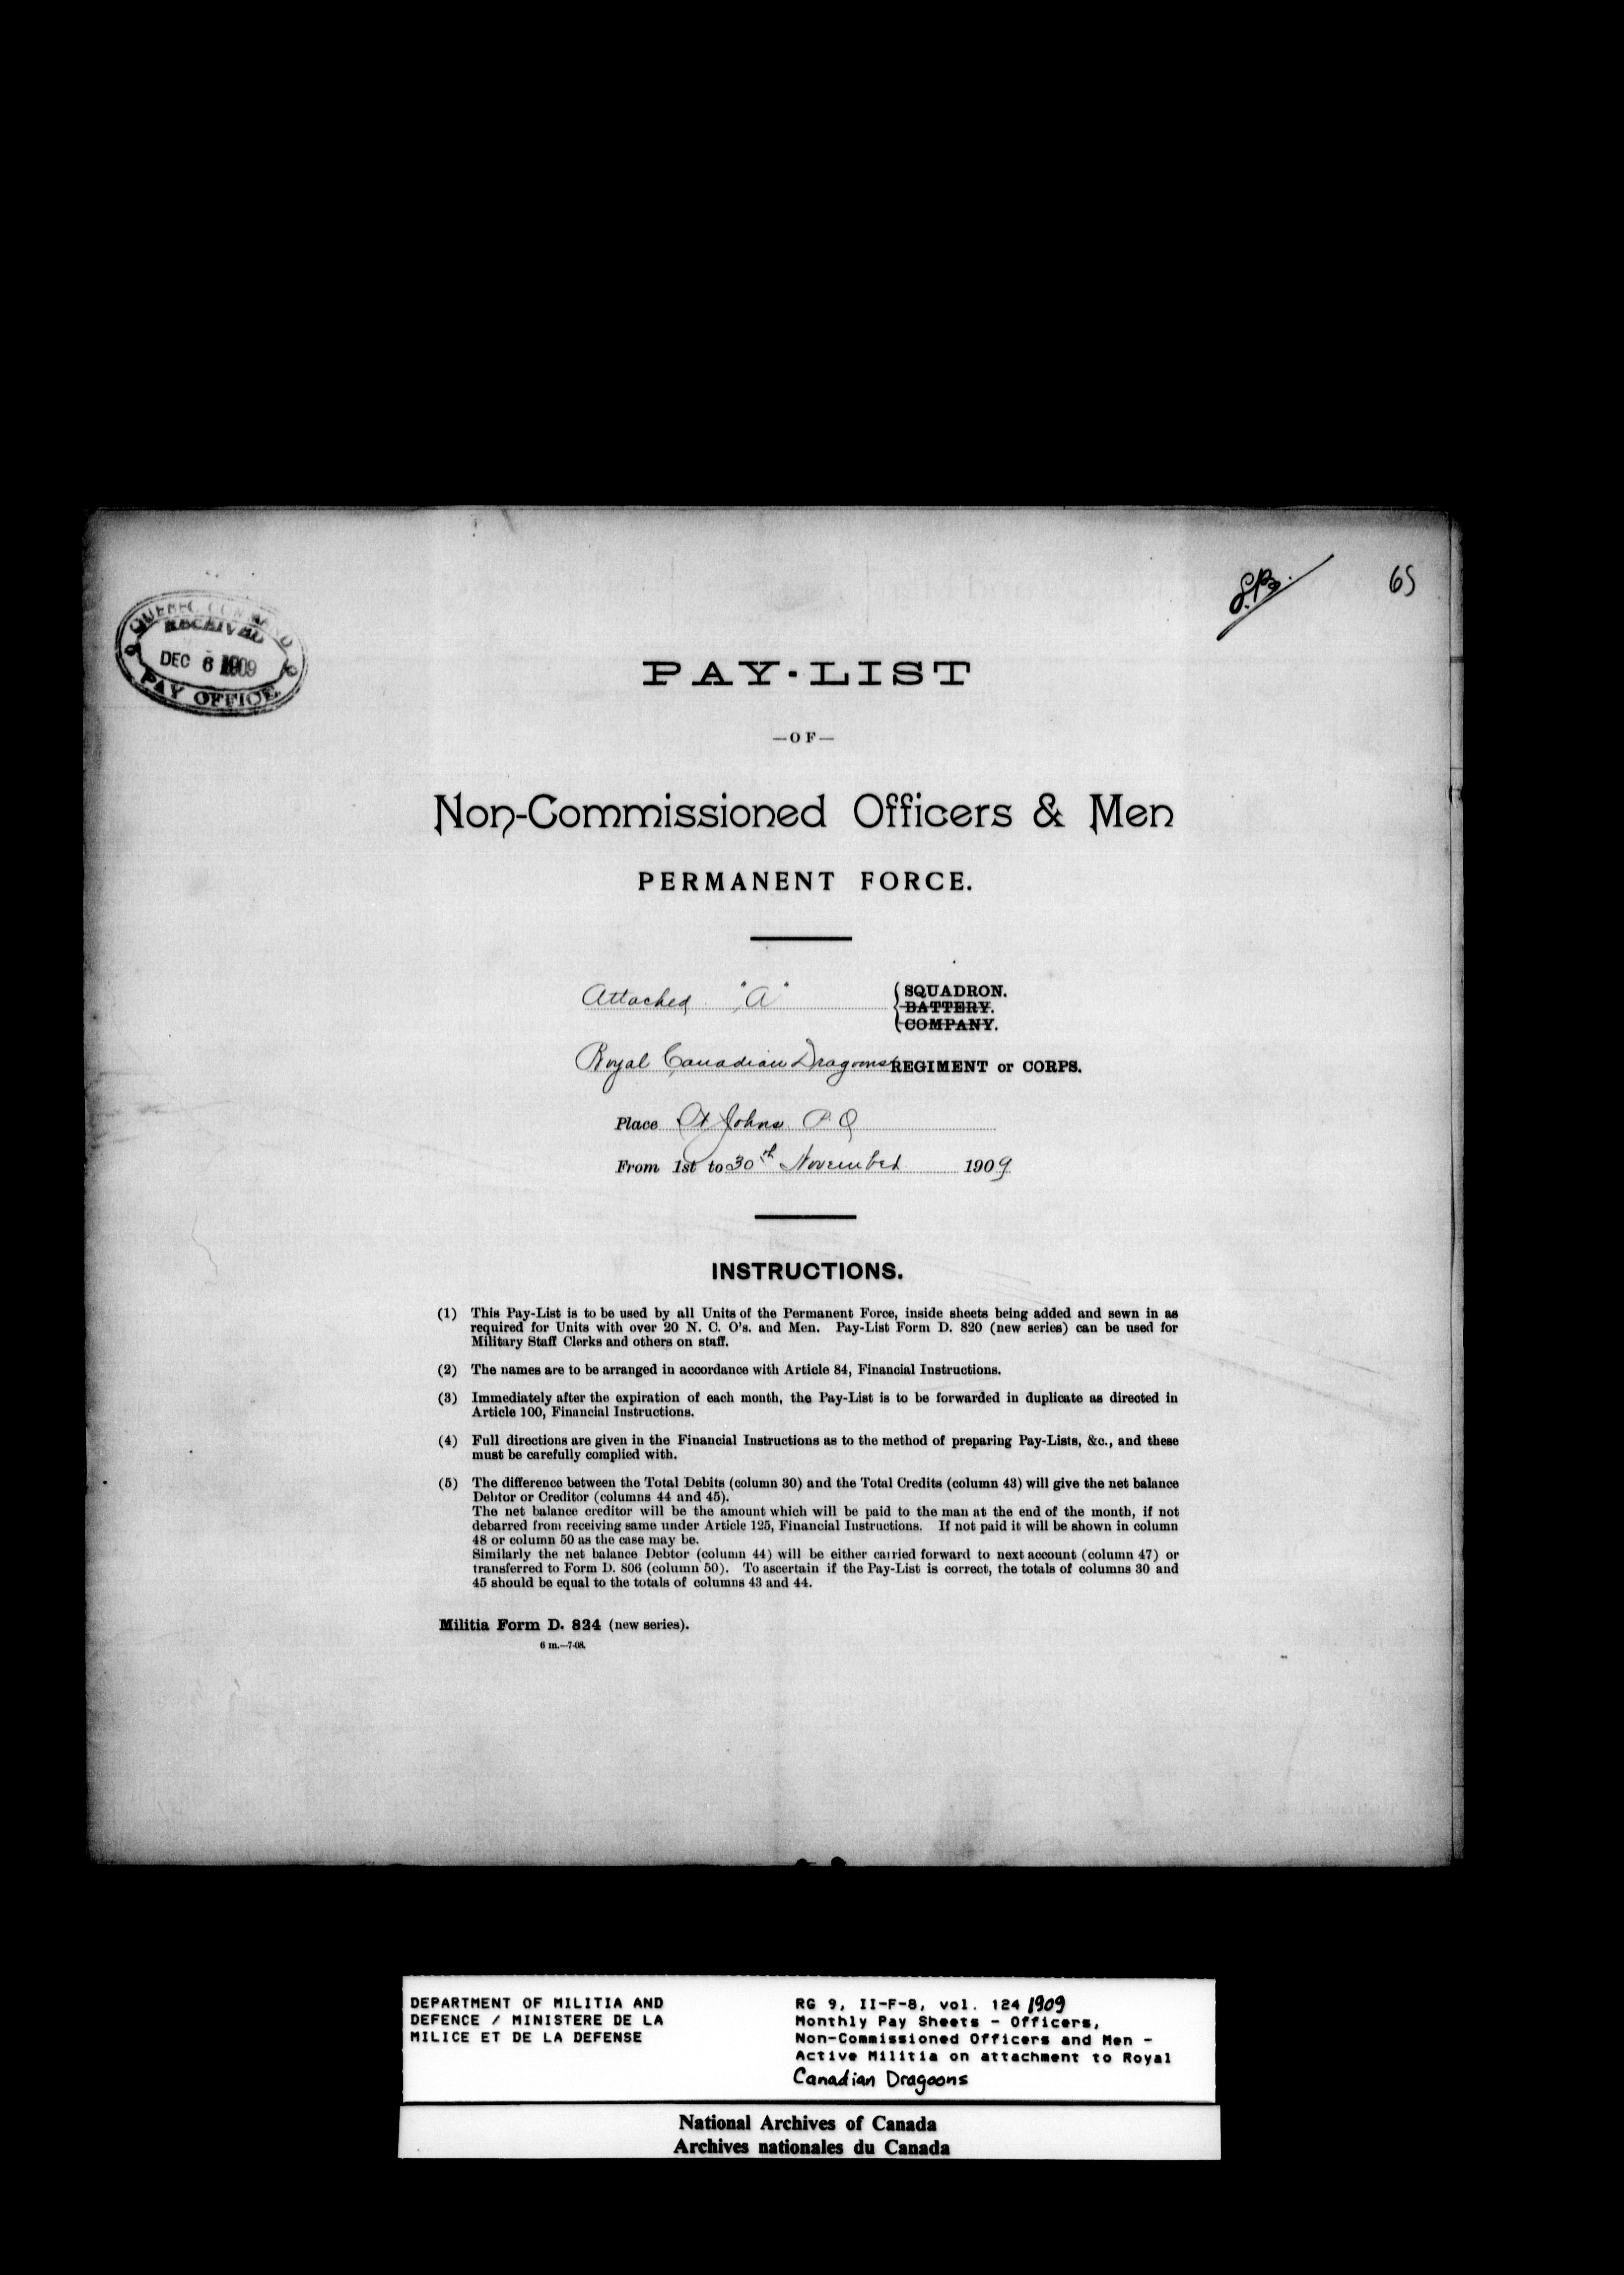 QUEBEC COMMAND
RECEIVED
DEC 6 1909
PAY OFFICE
65
PAY-LIST
—OF—
Non-Commissioned Officers & Men
PERMANENT FORCE.
Attached "A" SQUADRON.
BATTERY.
COMPANY.
Royal Canadian Dragoons REGIMENT or CORPS.
Place St Johns P.Q
From 1st to 30th November 1909
INSTRUCTIONS.
(1) This Pay-List is to be used by all Units of the Permanent Force, inside sheets being added and sewn in as
required for Units with over 20 N. C. O's. and Men. Pay-List Form D. 820 (new series) can be used for
Military Staff Clerks and others on staff.
(2) The names are to be arranged in accordance with Article 84, Financial Instructions.
(3) Immediately after the expiration of each month, the Pay-List is to be forwarded in duplicate as directed in
Article 100, Financial Instructions.
(4) Full directions are given in the Financial Instructions as to the method of preparing Pay-Lists, &c., and these
must be carefully complied with.
(5) The difference between the Total Debits (column 30) and the Total Credits (column 43) will give the net balance
Debtor or Creditor (columns 44 and 45).
The net balance creditor will be the amount which will be paid to the man at the end of the month, if not
debarred from receiving same under Article 125, Financial Instructions. If not paid it will be shown in column
48 or column 50 as the case may be.
Similarly the net balance Debtor (column 44) will be either carried forward to next account (column 47) or
transferred to Form D. 806 (column 50). To ascertain if the Pay-List is correct, the totals of columns 30 and
45 should be equal to the totals of columns 43 and 44.
Militia Form D. 824 (new series).
6 m.—7-08.
DEPARTMENT OF MILITIA AND
DEFENCE / MINISTERE DE LA
MILICE ET DE LA DEFENSE
RG 9, II-F-8, vol. 124 1909
Monthly Pay Sheets - Officers,
Non-Commissioned Officers and Men -
Active Militia on attachment to Royal
Canadian Dragoons
National Archives of Canada
Archives nationales du Canada